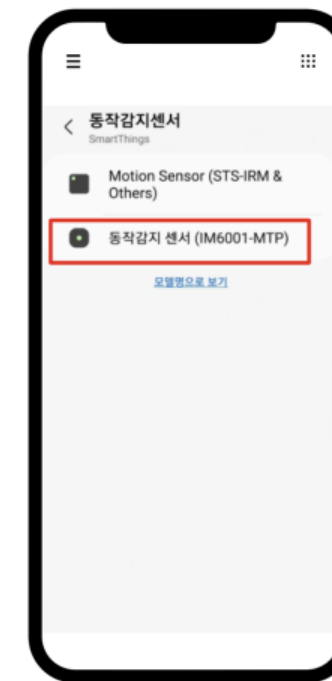 동작감지센서
SmartThings
Motion Sensor (STS-IRM &
Others)
동작감지 센서 (IM6001-MTP)
모델명으로 보기